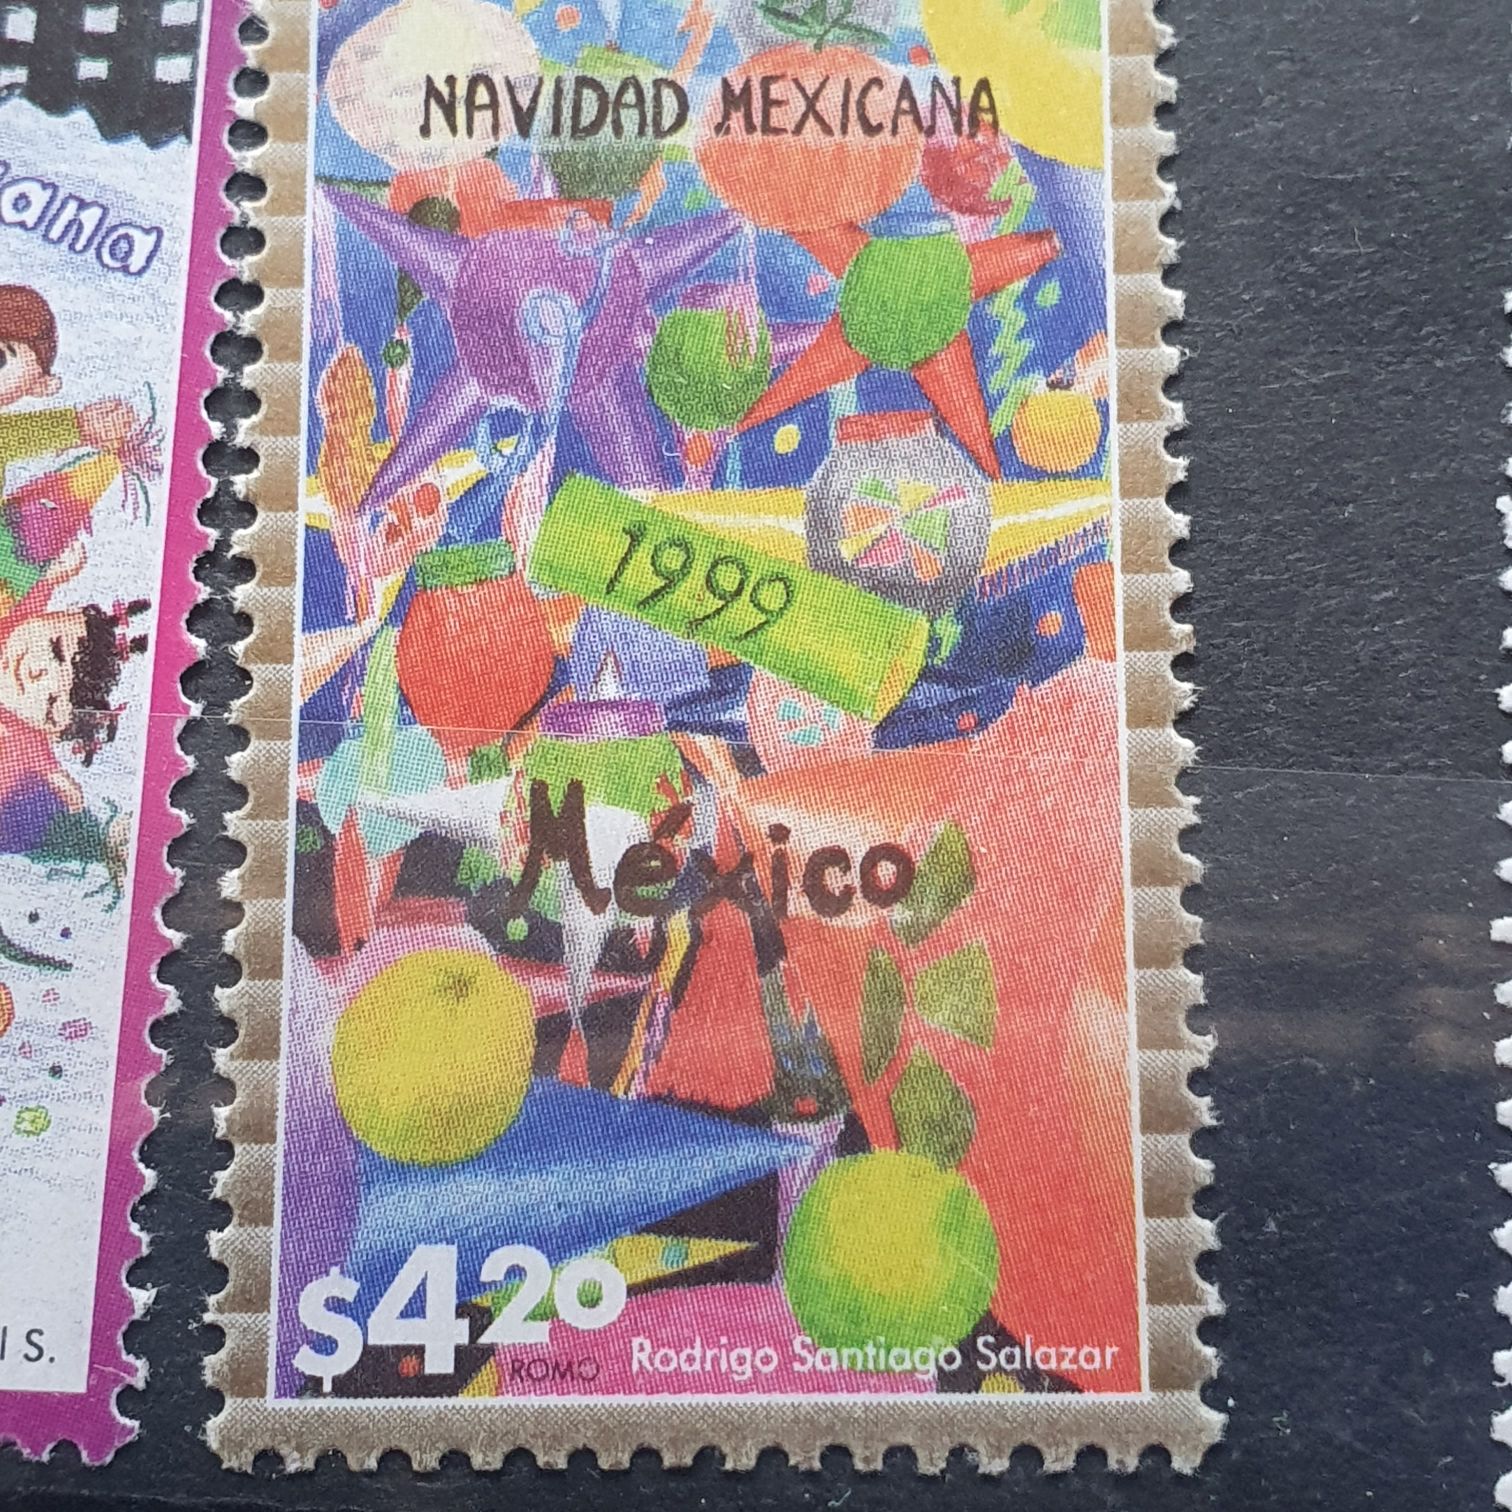 NAVIDAD MEXICANA
1999
México
$4.20
ROMO
Rodrigo Santiago Salazar
ana
S.